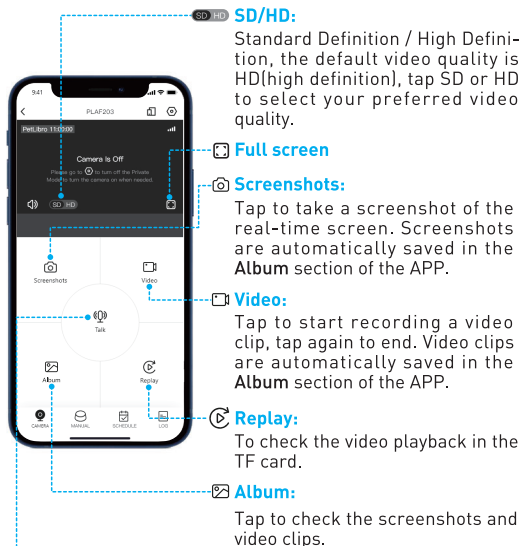 SD HD SD/HD:
Standard Definition / High Defini-
tion, the default video quality is
HD(high definition), tap SD or HD
to select your preferred video
quality.
Full screen
Screenshots:
Tap to take a screenshot of the
real-time screen. Screenshots
are automatically saved in the
Album section of the APP.
Video:
Tap to start recording a video
clip, tap again to end. Video clips
are automatically saved in the
Album section of the APP.
Replay:
To check the video playback in the
TF card.
Album:
Tap to check the screenshots and
video clips.
9:41
PLAF203
PetLibro 11:00:00
Camera Is Off
Please go to to turn off the Private
Mode to turn the camera on when needed.
SD HD
Screenshots
Video
Talk
Album
Replay
CAMERA
MANUAL
SCHEDULE
LOG